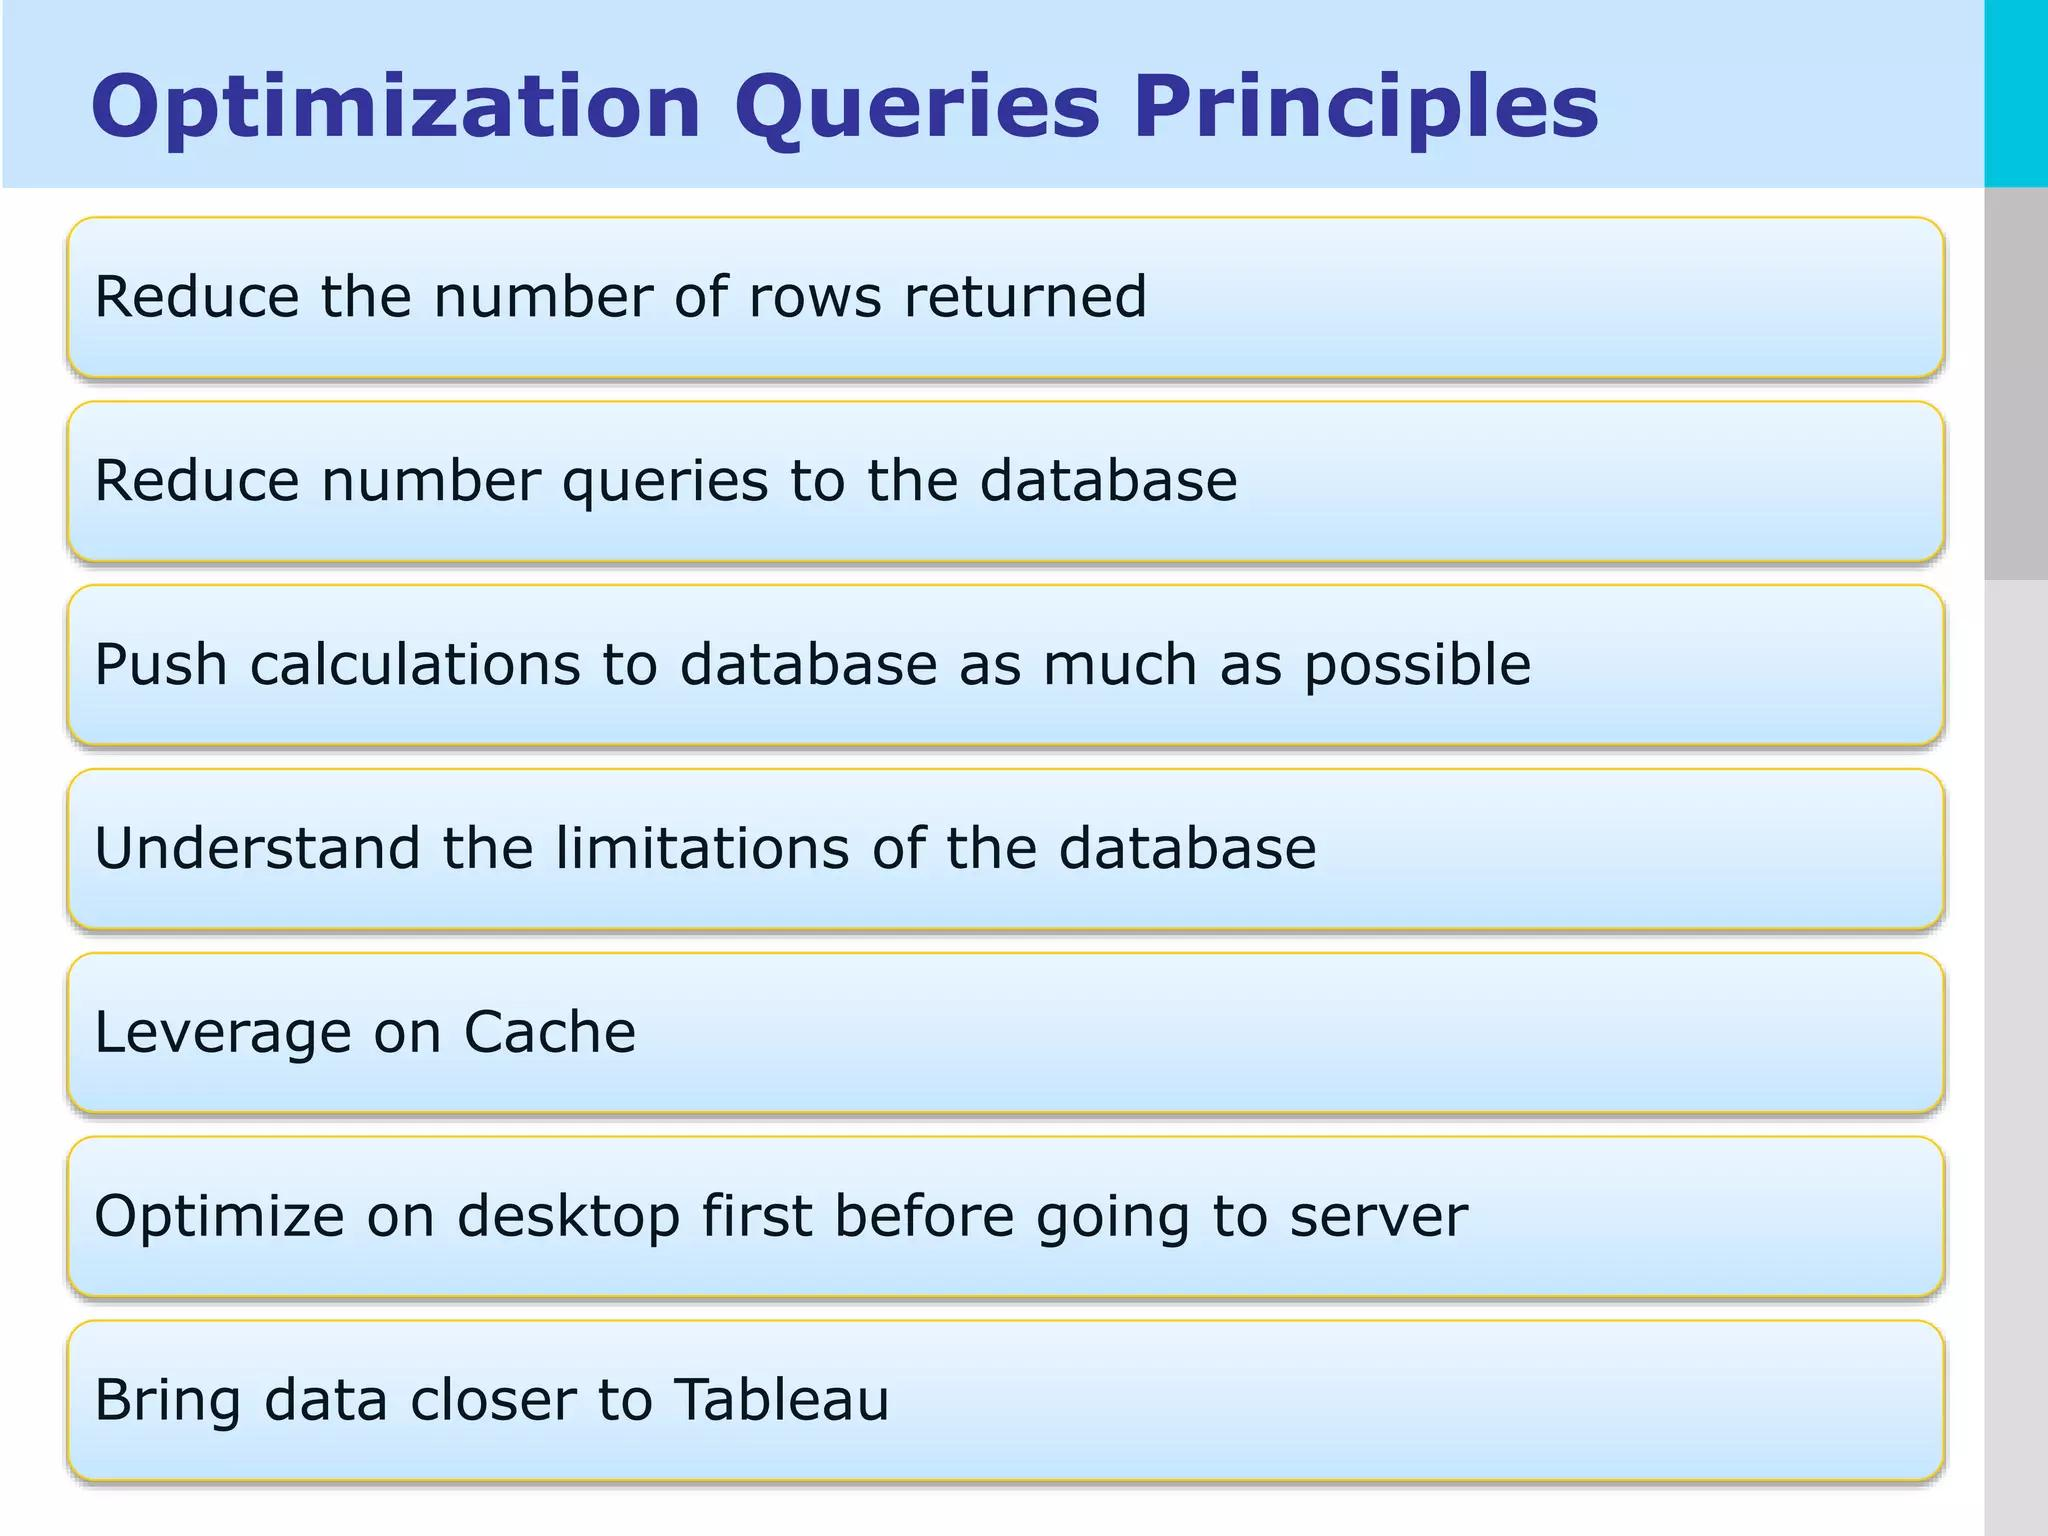 Optimization Queries Principles
Reduce the number of rows returned
Reduce number queries to the database
Push calculations to database as much as possible
Understand the limitations of the database
Leverage on Cache
Optimize on desktop first before going to server
Bring data closer to Tableau